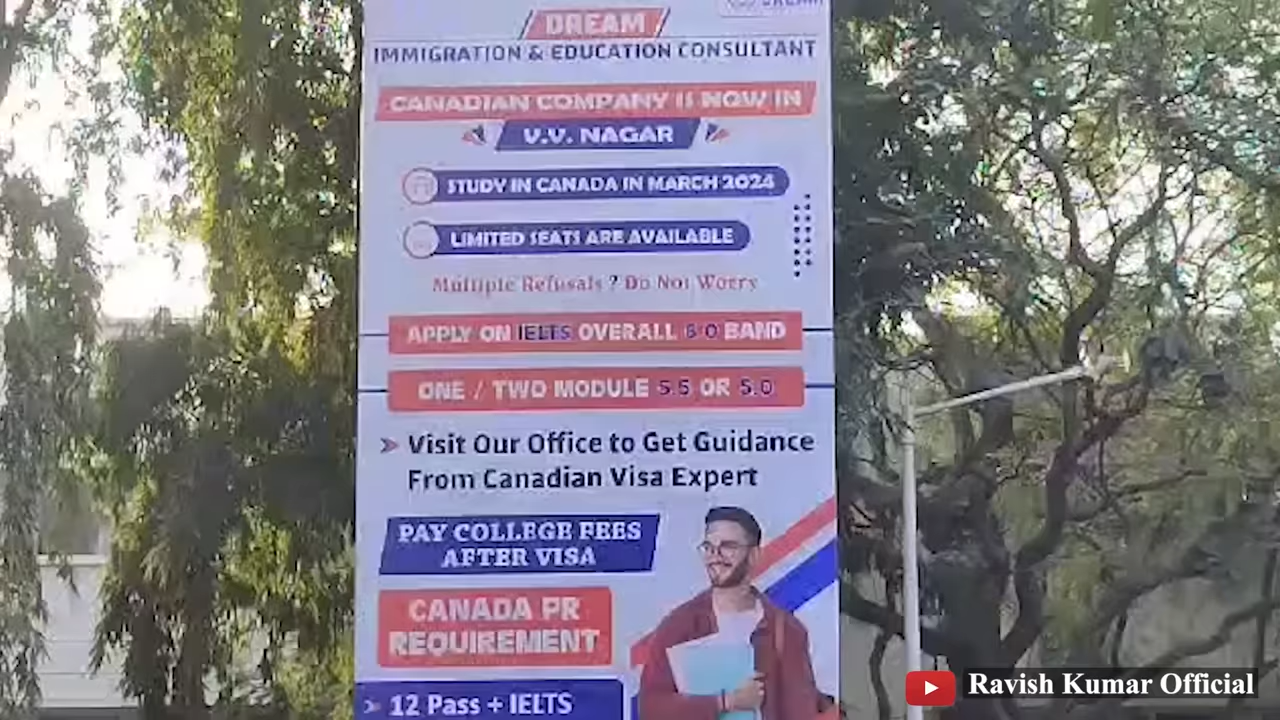 DREAM
IMMIGRATION & EDUCATION CONSULTANT
CANADIAN COMPANY IS NOW IN
V.V. NAGAR
STUDY IN CANADA IN MARCH 2024
LIMITED SEATS ARE AVAILABLE
Multiple Refusals ? Do Not Worry
APPLY ON IELTS OVERALL 6.0 BAND
ONE / TWO MODULE 5.5 OR 5.0
➤ Visit Our Office to Get Guidance
From Canadian Visa Expert
PAY COLLEGE FEES
AFTER VISA
CANADA PR
REQUIREMENT
➤ 12 Pass + IELTS
Ravish Kumar Official